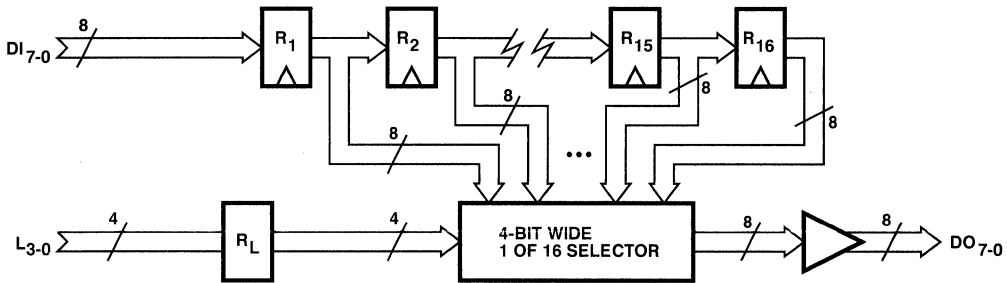 8
DI7-0
R1
R2
R15
R16
8
8
8
8
•••
L3-0
4
RL
4
4-BIT WIDE
1 OF 16 SELECTOR
8
8
DO7-0